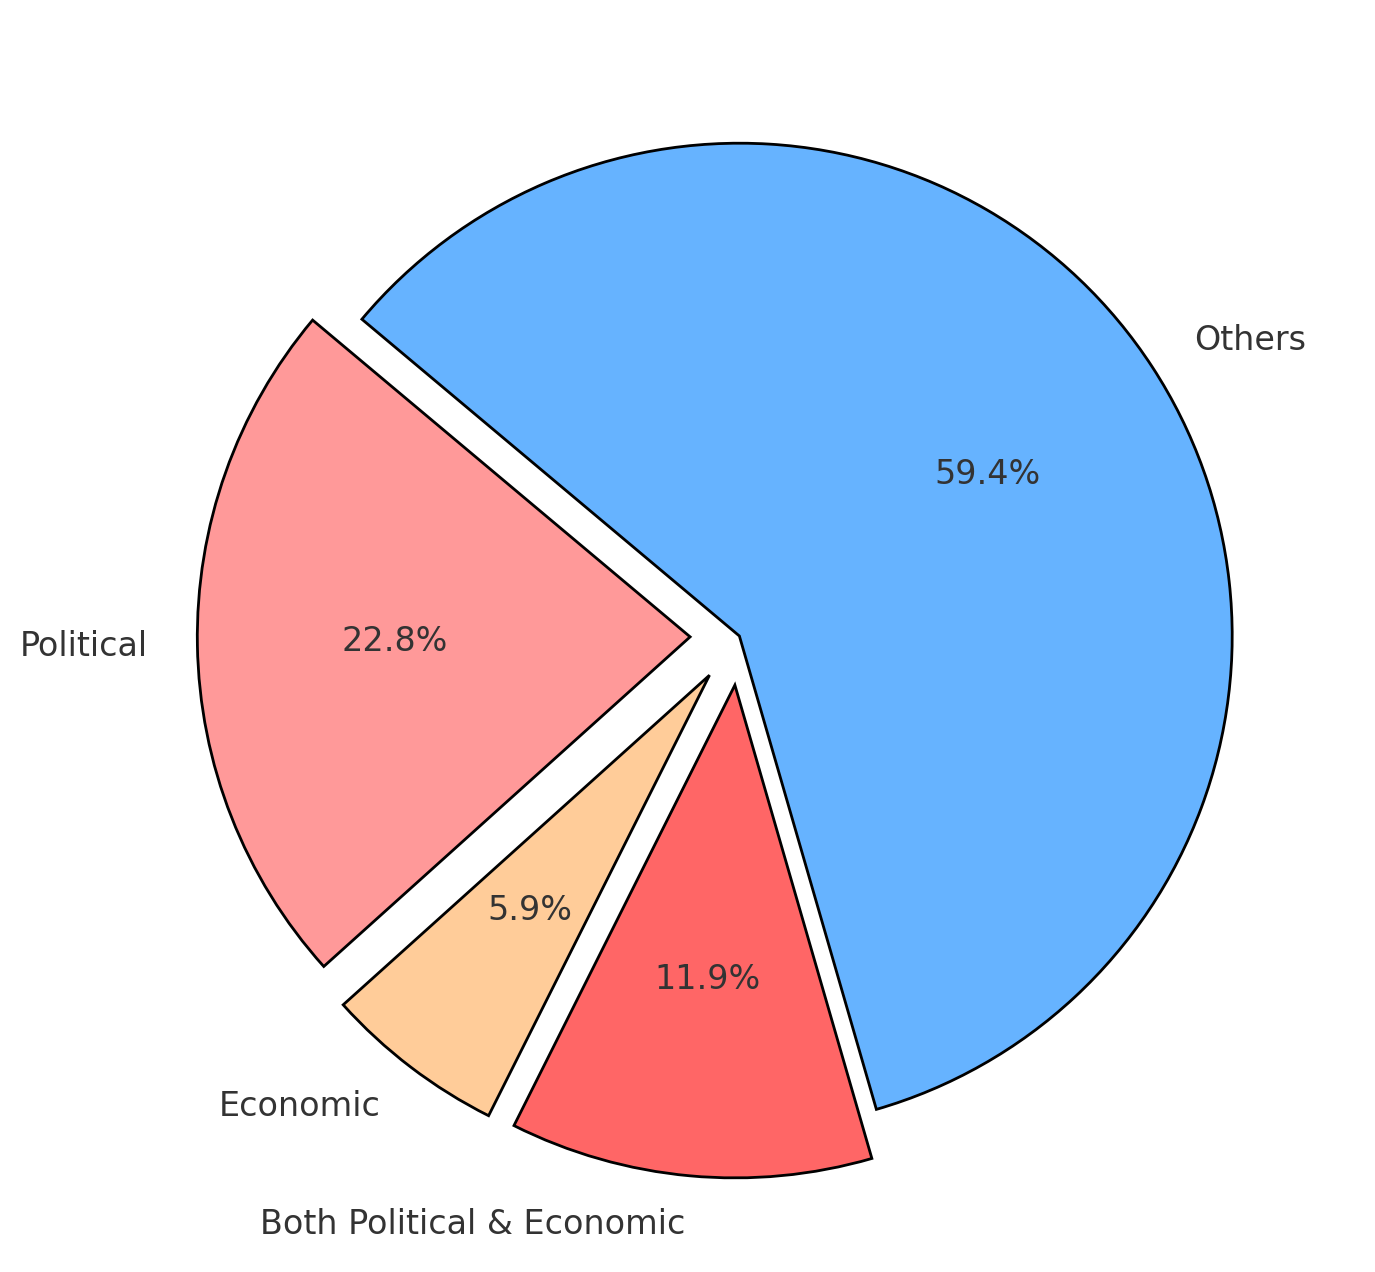 Others
59.4%
Political
22.8%
5.9%
11.9%
Economic
Both Political & Economic